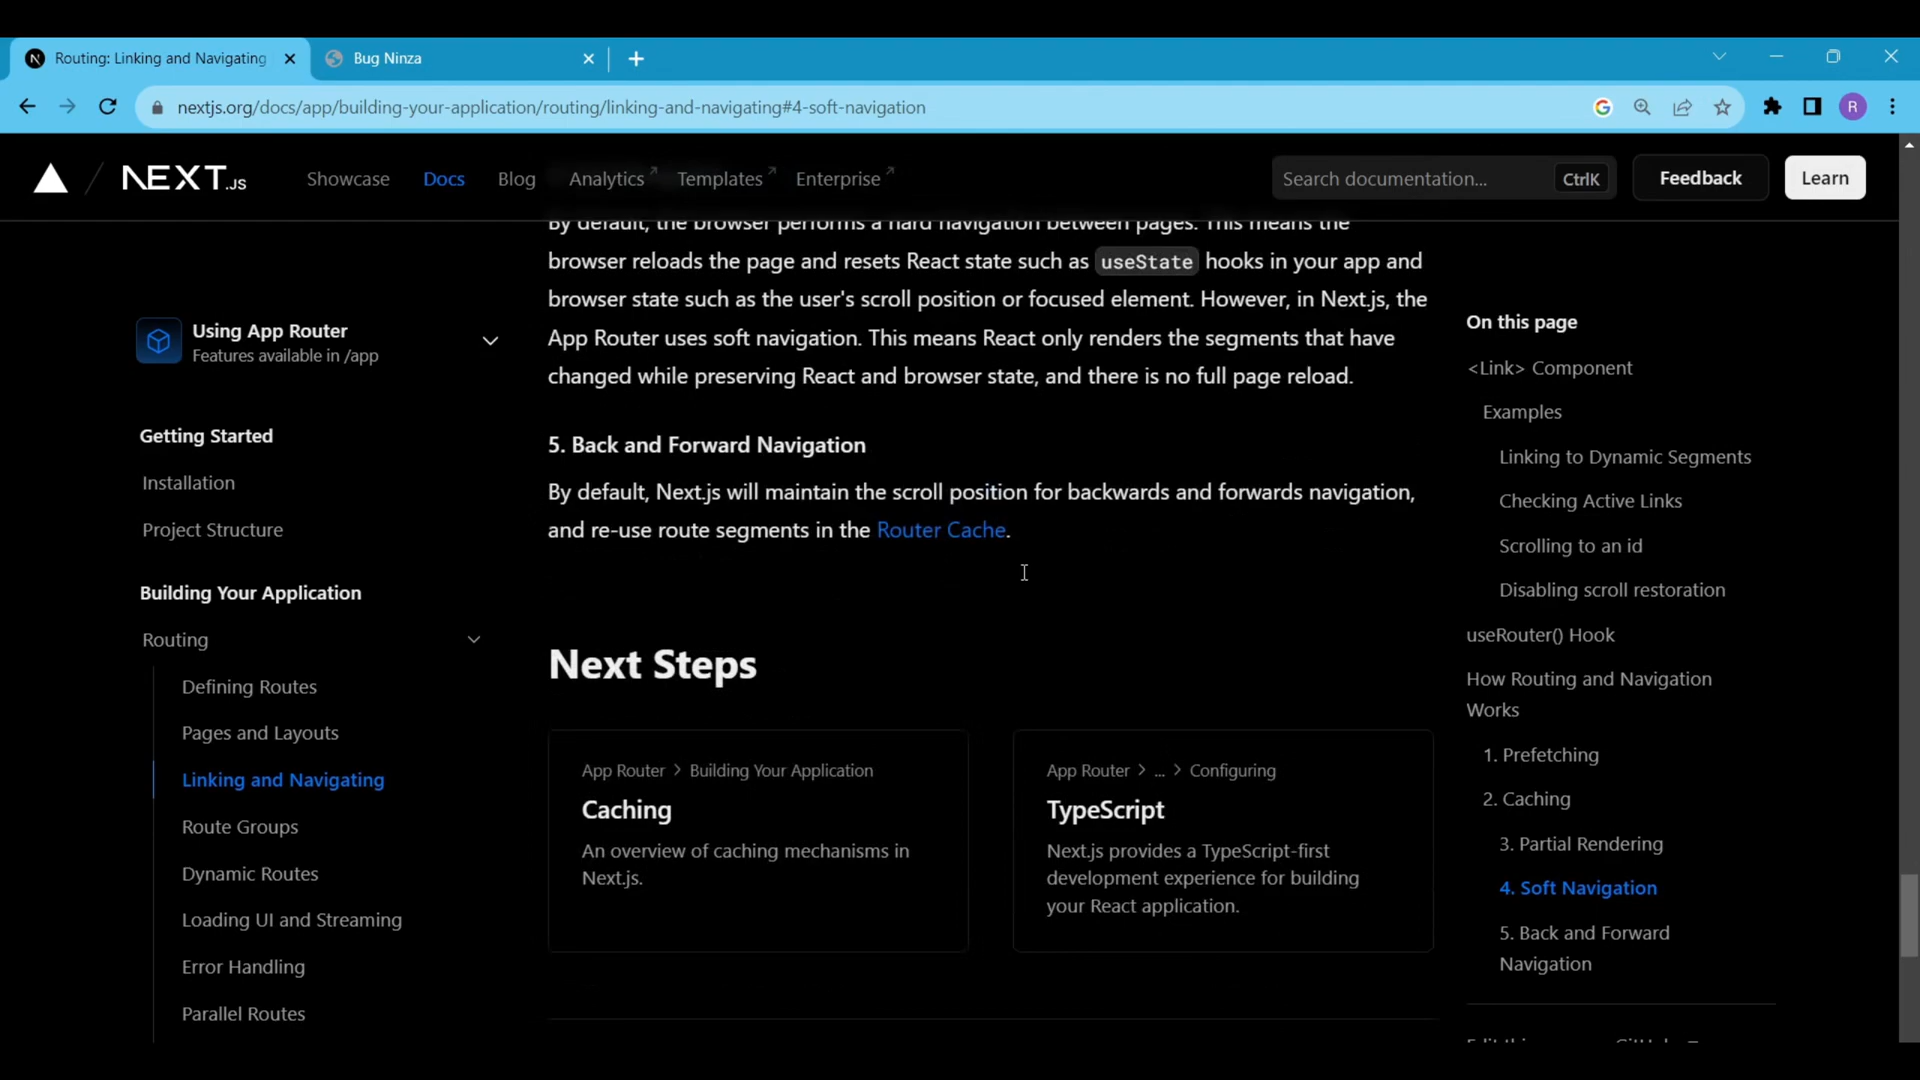 Routing: Linking and Navigating
Bug Ninza
nextjs.org/docs/app/building-your-application/routing/linking-and-navigating#4-soft-navigation
R
NEXT.JS
Showcase
Docs
Blog
Analytics
Templates
Enterprise
Search documentation...
CtrlK
Feedback
Learn
Using App Router
Features available in /app
Getting Started
Installation
Project Structure
Building Your Application
Routing
Defining Routes
Pages and Layouts
Linking and Navigating
Route Groups
Dynamic Routes
Loading UI and Streaming
Error Handling
Parallel Routes
By default, the browser performs a hard navigation between pages. This means the
browser reloads the page and resets React state such as useState hooks in your app and
browser state such as the user's scroll position or focused element. However, in Next.js, the
App Router uses soft navigation. This means React only renders the segments that have
changed while preserving React and browser state, and there is no full page reload.
5. Back and Forward Navigation
By default, Next.js will maintain the scroll position for backwards and forwards navigation,
and re-use route segments in the Router Cache.
Next Steps
App Router > Building Your Application
Caching
An overview of caching mechanisms in
Next.js.
App Router > ... > Configuring
TypeScript
Next.js provides a TypeScript-first
development experience for building
your React application.
On this page
<Link> Component
Examples
Linking to Dynamic Segments
Checking Active Links
Scrolling to an id
Disabling scroll restoration
useRouter() Hook
How Routing and Navigation
Works
1. Prefetching
2. Caching
3. Partial Rendering
4. Soft Navigation
5. Back and Forward
Navigation